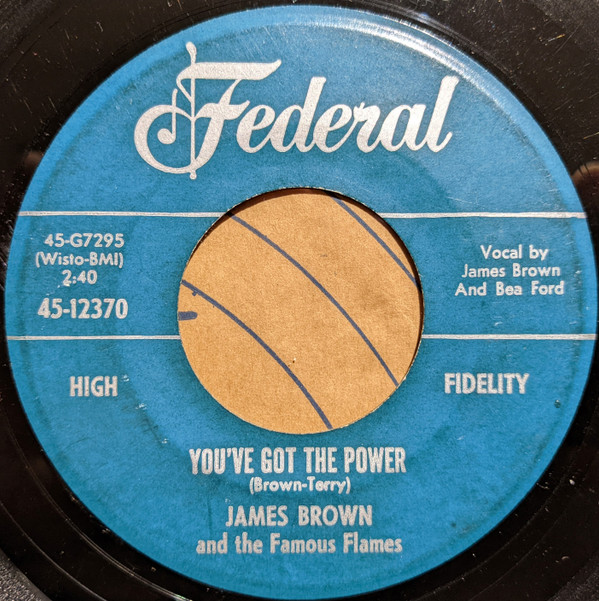 Federal
45-G7295
(Wisto-BMI)
2:40
45-12370
Vocal by
James Brown
And Bea Ford
HIGH
FIDELITY
YOU'VE GOT THE POWER
(Brown-Terry)
JAMES BROWN
and the Famous Flames